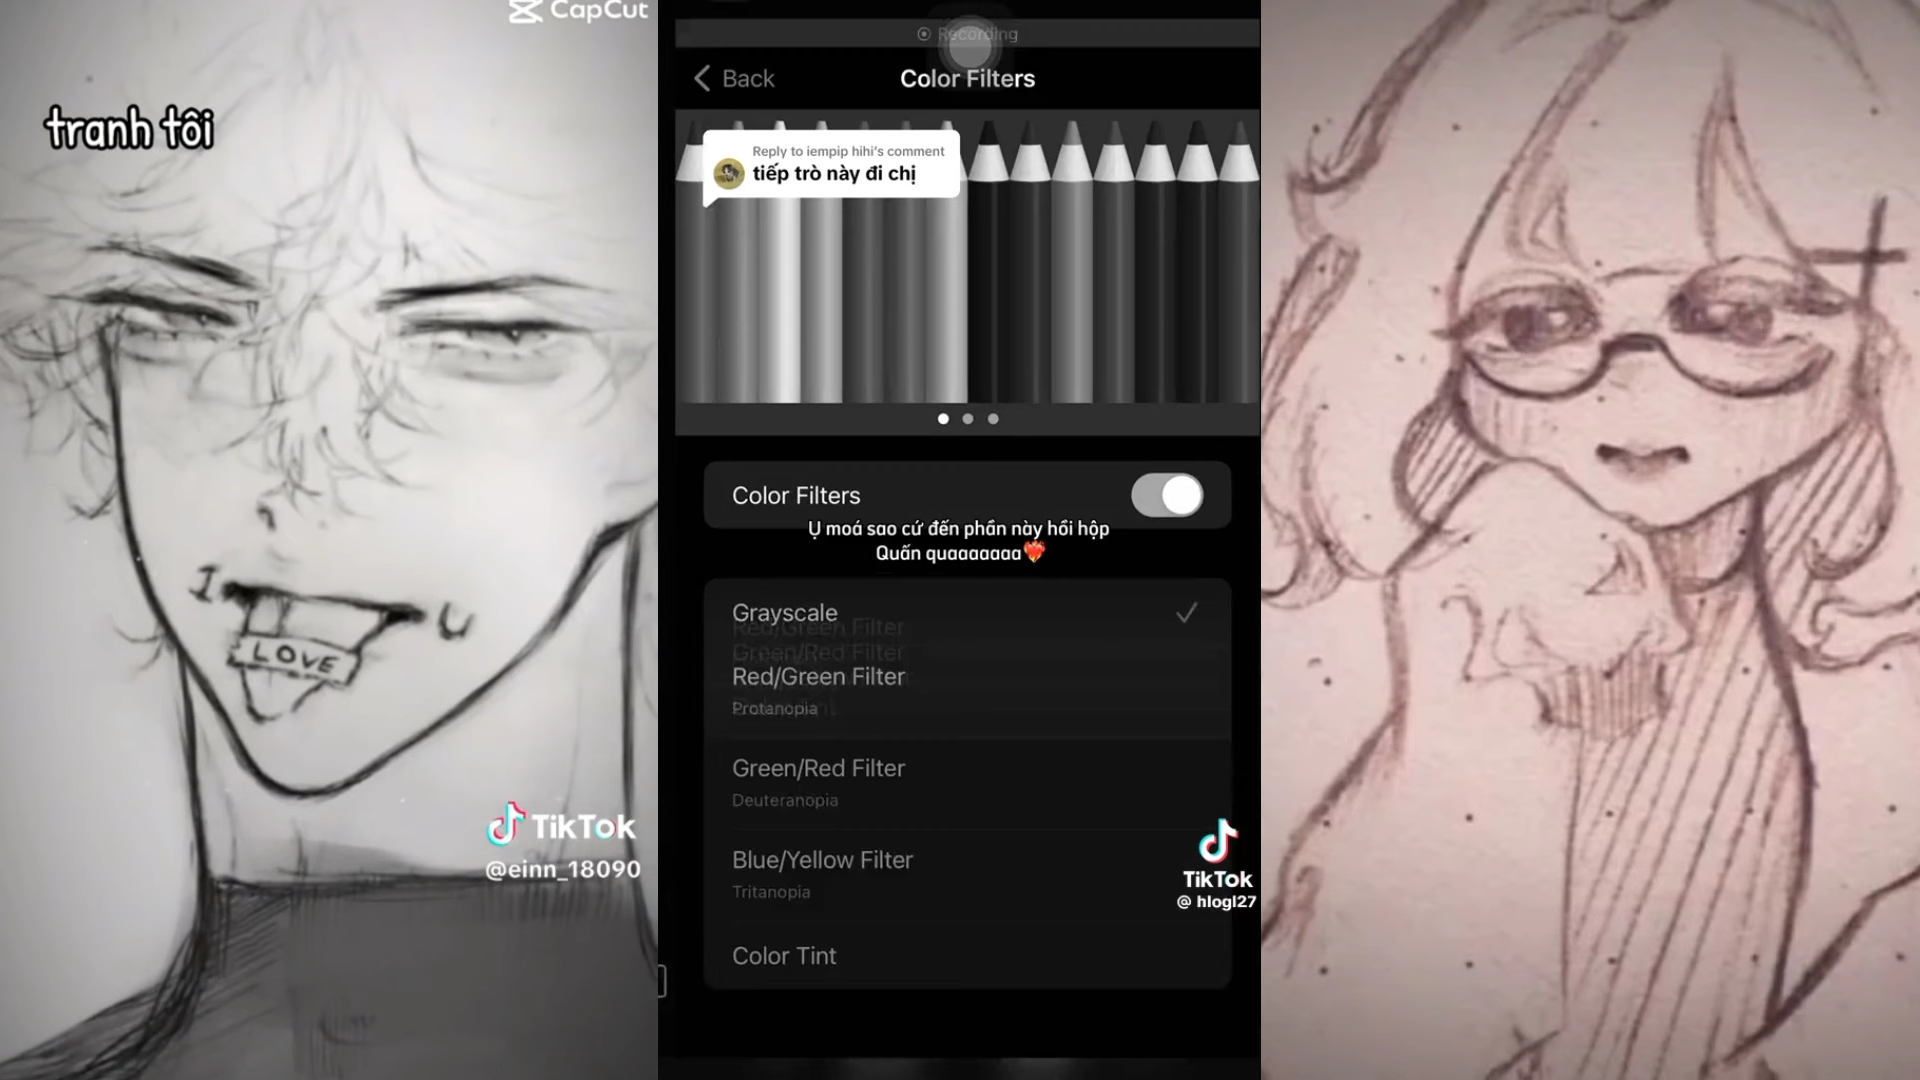 CapCut
tranh tôi
I U
LOVE
TikTok
@einn_18090
Recording
Back
Color Filters
Reply to iempip hihi's comment
tiếp trò này đi chị
Color Filters
Ụ moá sao cứ đến phần này hồi hộp
Quấn quaaaaaaa❤️‍🔥
Grayscale
Red/Green Filter
Green/Red Filter
Red/Green Filter
Protanopia
Green/Red Filter
Deuteranopia
Blue/Yellow Filter
Tritanopia
Color Tint
TikTok
@ hlogl27